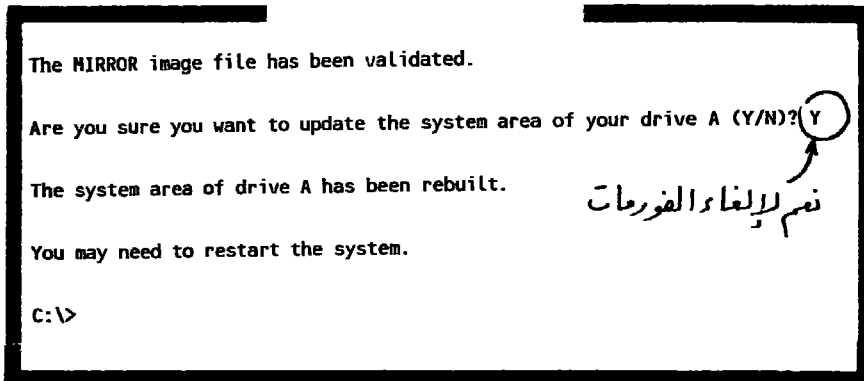 The MIRROR image file has been validated.
Are you sure you want to update the system area of your drive A (Y/N)? Y
The system area of drive A has been rebuilt.
نعم لإلغاء الفورمات
You may need to restart the system.
C:\>